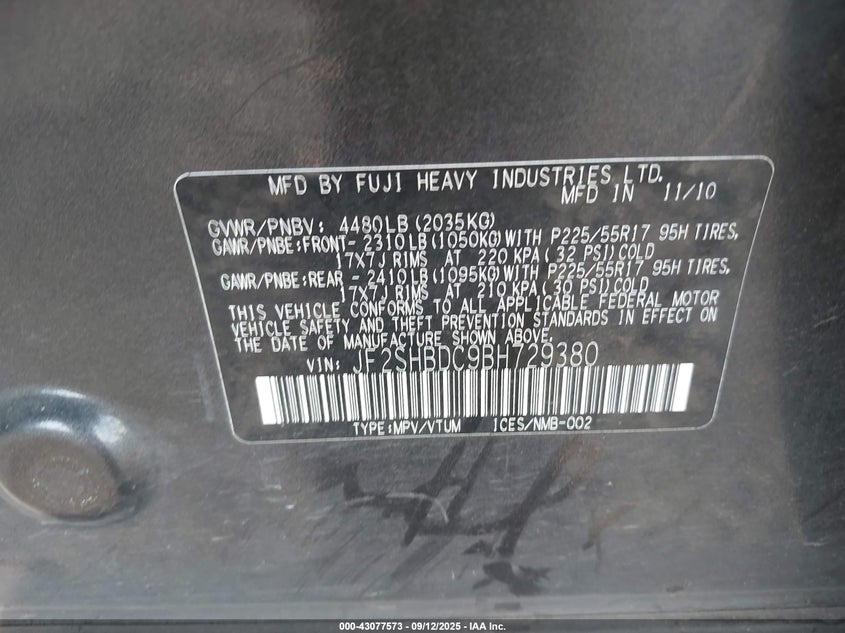 MFD BY FUJI HEAVY INDUSTRIES LTD.
MFD IN 11/10
GVWR/PNBV: 4480LB(2035KG)
GAWR/PNBE:FRONT- 2310LB(1050KG)WITH P225/55R17 95H TIRES,
17X7J RIMS AT 220 KPA( 32 PSI)COLD
GAWR/PNBE:REAR - 2410LB(1095KG)WITH P225/55R17 95H TIRES,
17X7J RIMS AT 210 KPA( 30 PSI)COLD
THIS VEHICLE CONFORMS TO ALL APPLICABLE FEDERAL MOTOR
VEHICLE SAFETY AND THEFT PREVENTION STANDARDS IN EFFECT ON
THE DATE OF MANUFACTURE SHOWN ABOVE.
VIN: JF2SHBDC9BH729380
TYPE:MPV/VTUM ICES/NMB-002
000-43077573 - 09/12/2025 - IAA Inc.